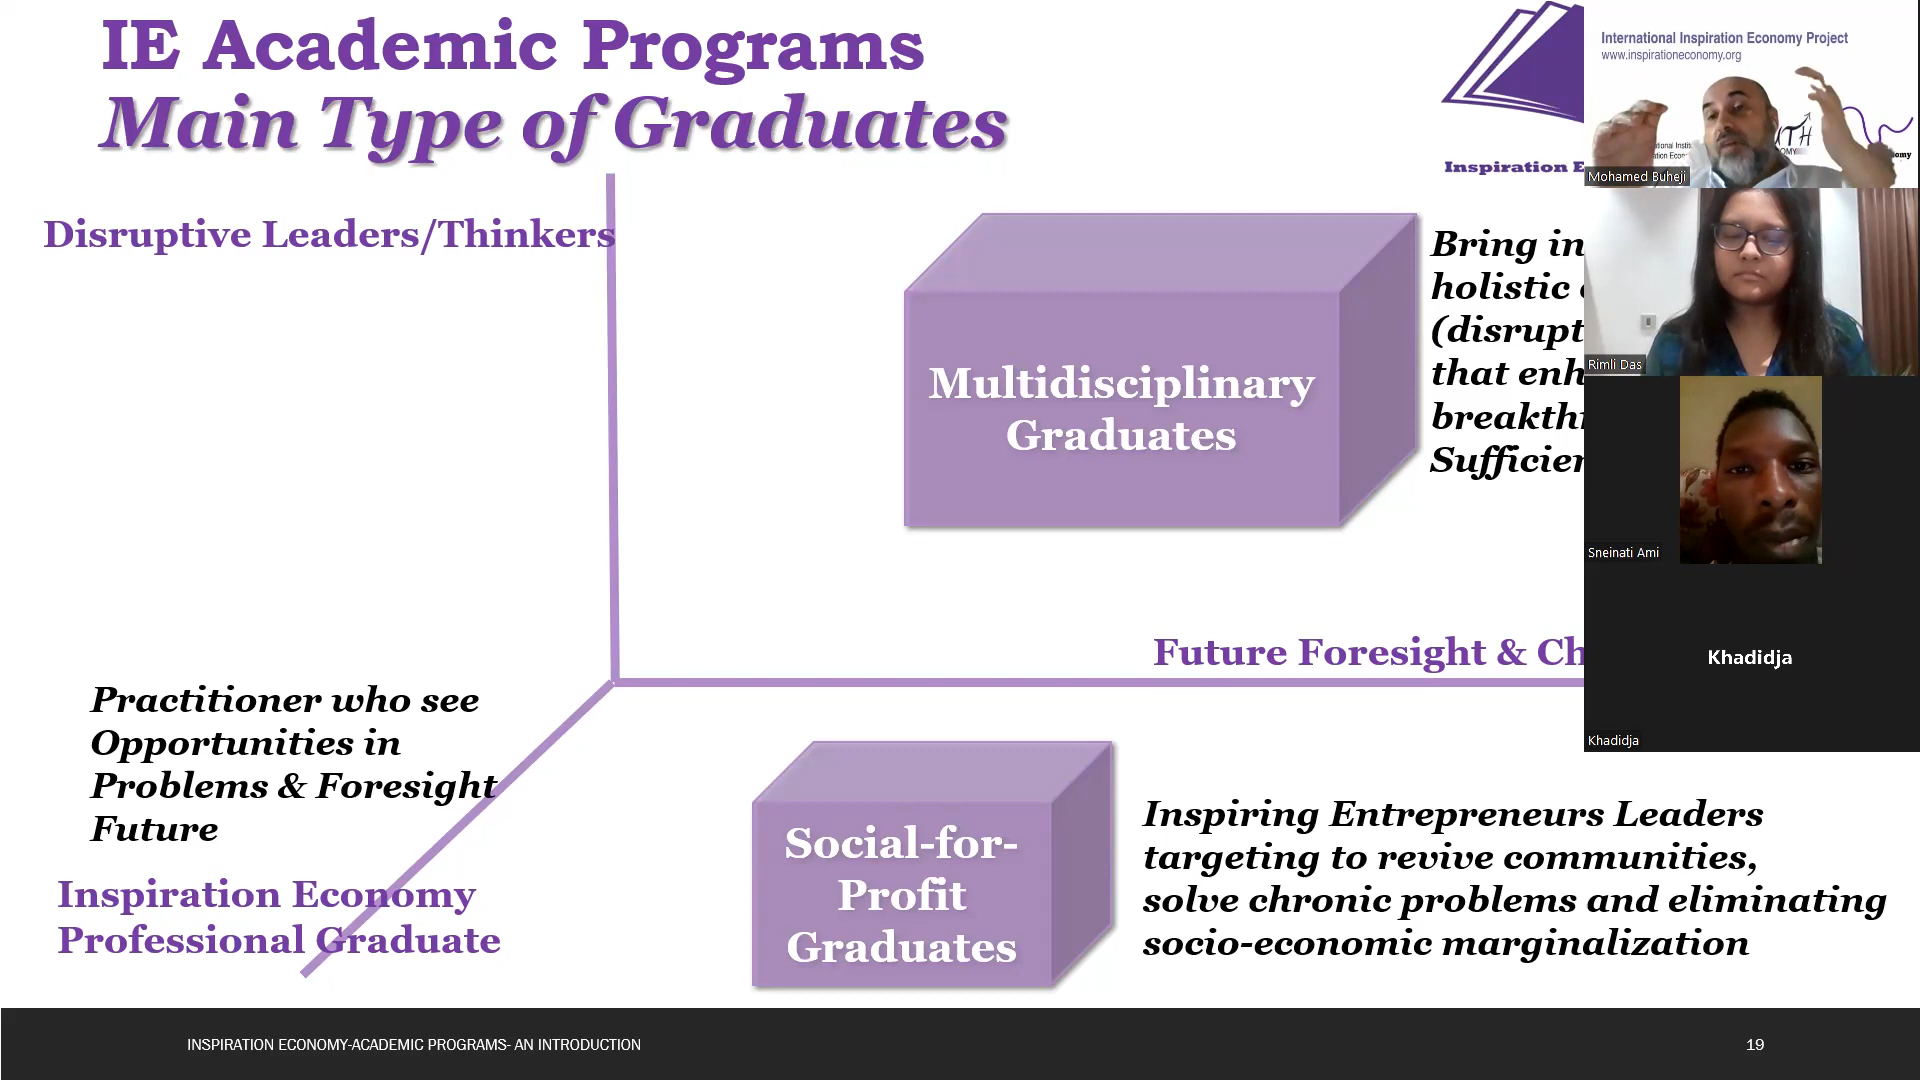 IE Academic Programs
Main Type of Graduates
Disruptive Leaders/Thinkers
Multidisciplinary
Graduates
Bring in
holistic
(disrupt
that enh
breakth
Sufficien
Future Foresight & Ch
Practitioner who see
Opportunities in
Problems & Foresight
Future
Inspiration Economy
Professional Graduate
Social-for-
Profit
Graduates
Inspiring Entrepreneurs Leaders
targeting to revive communities,
solve chronic problems and eliminating
socio-economic marginalization
Inspiration E
International Inspiration Economy Project
www.inspirationeconomy.org
Mohamed Buheji
Rimli Das
Sneinati Ami
Khadidja
Khadidja
INSPIRATION ECONOMY-ACADEMIC PROGRAMS- AN INTRODUCTION
19